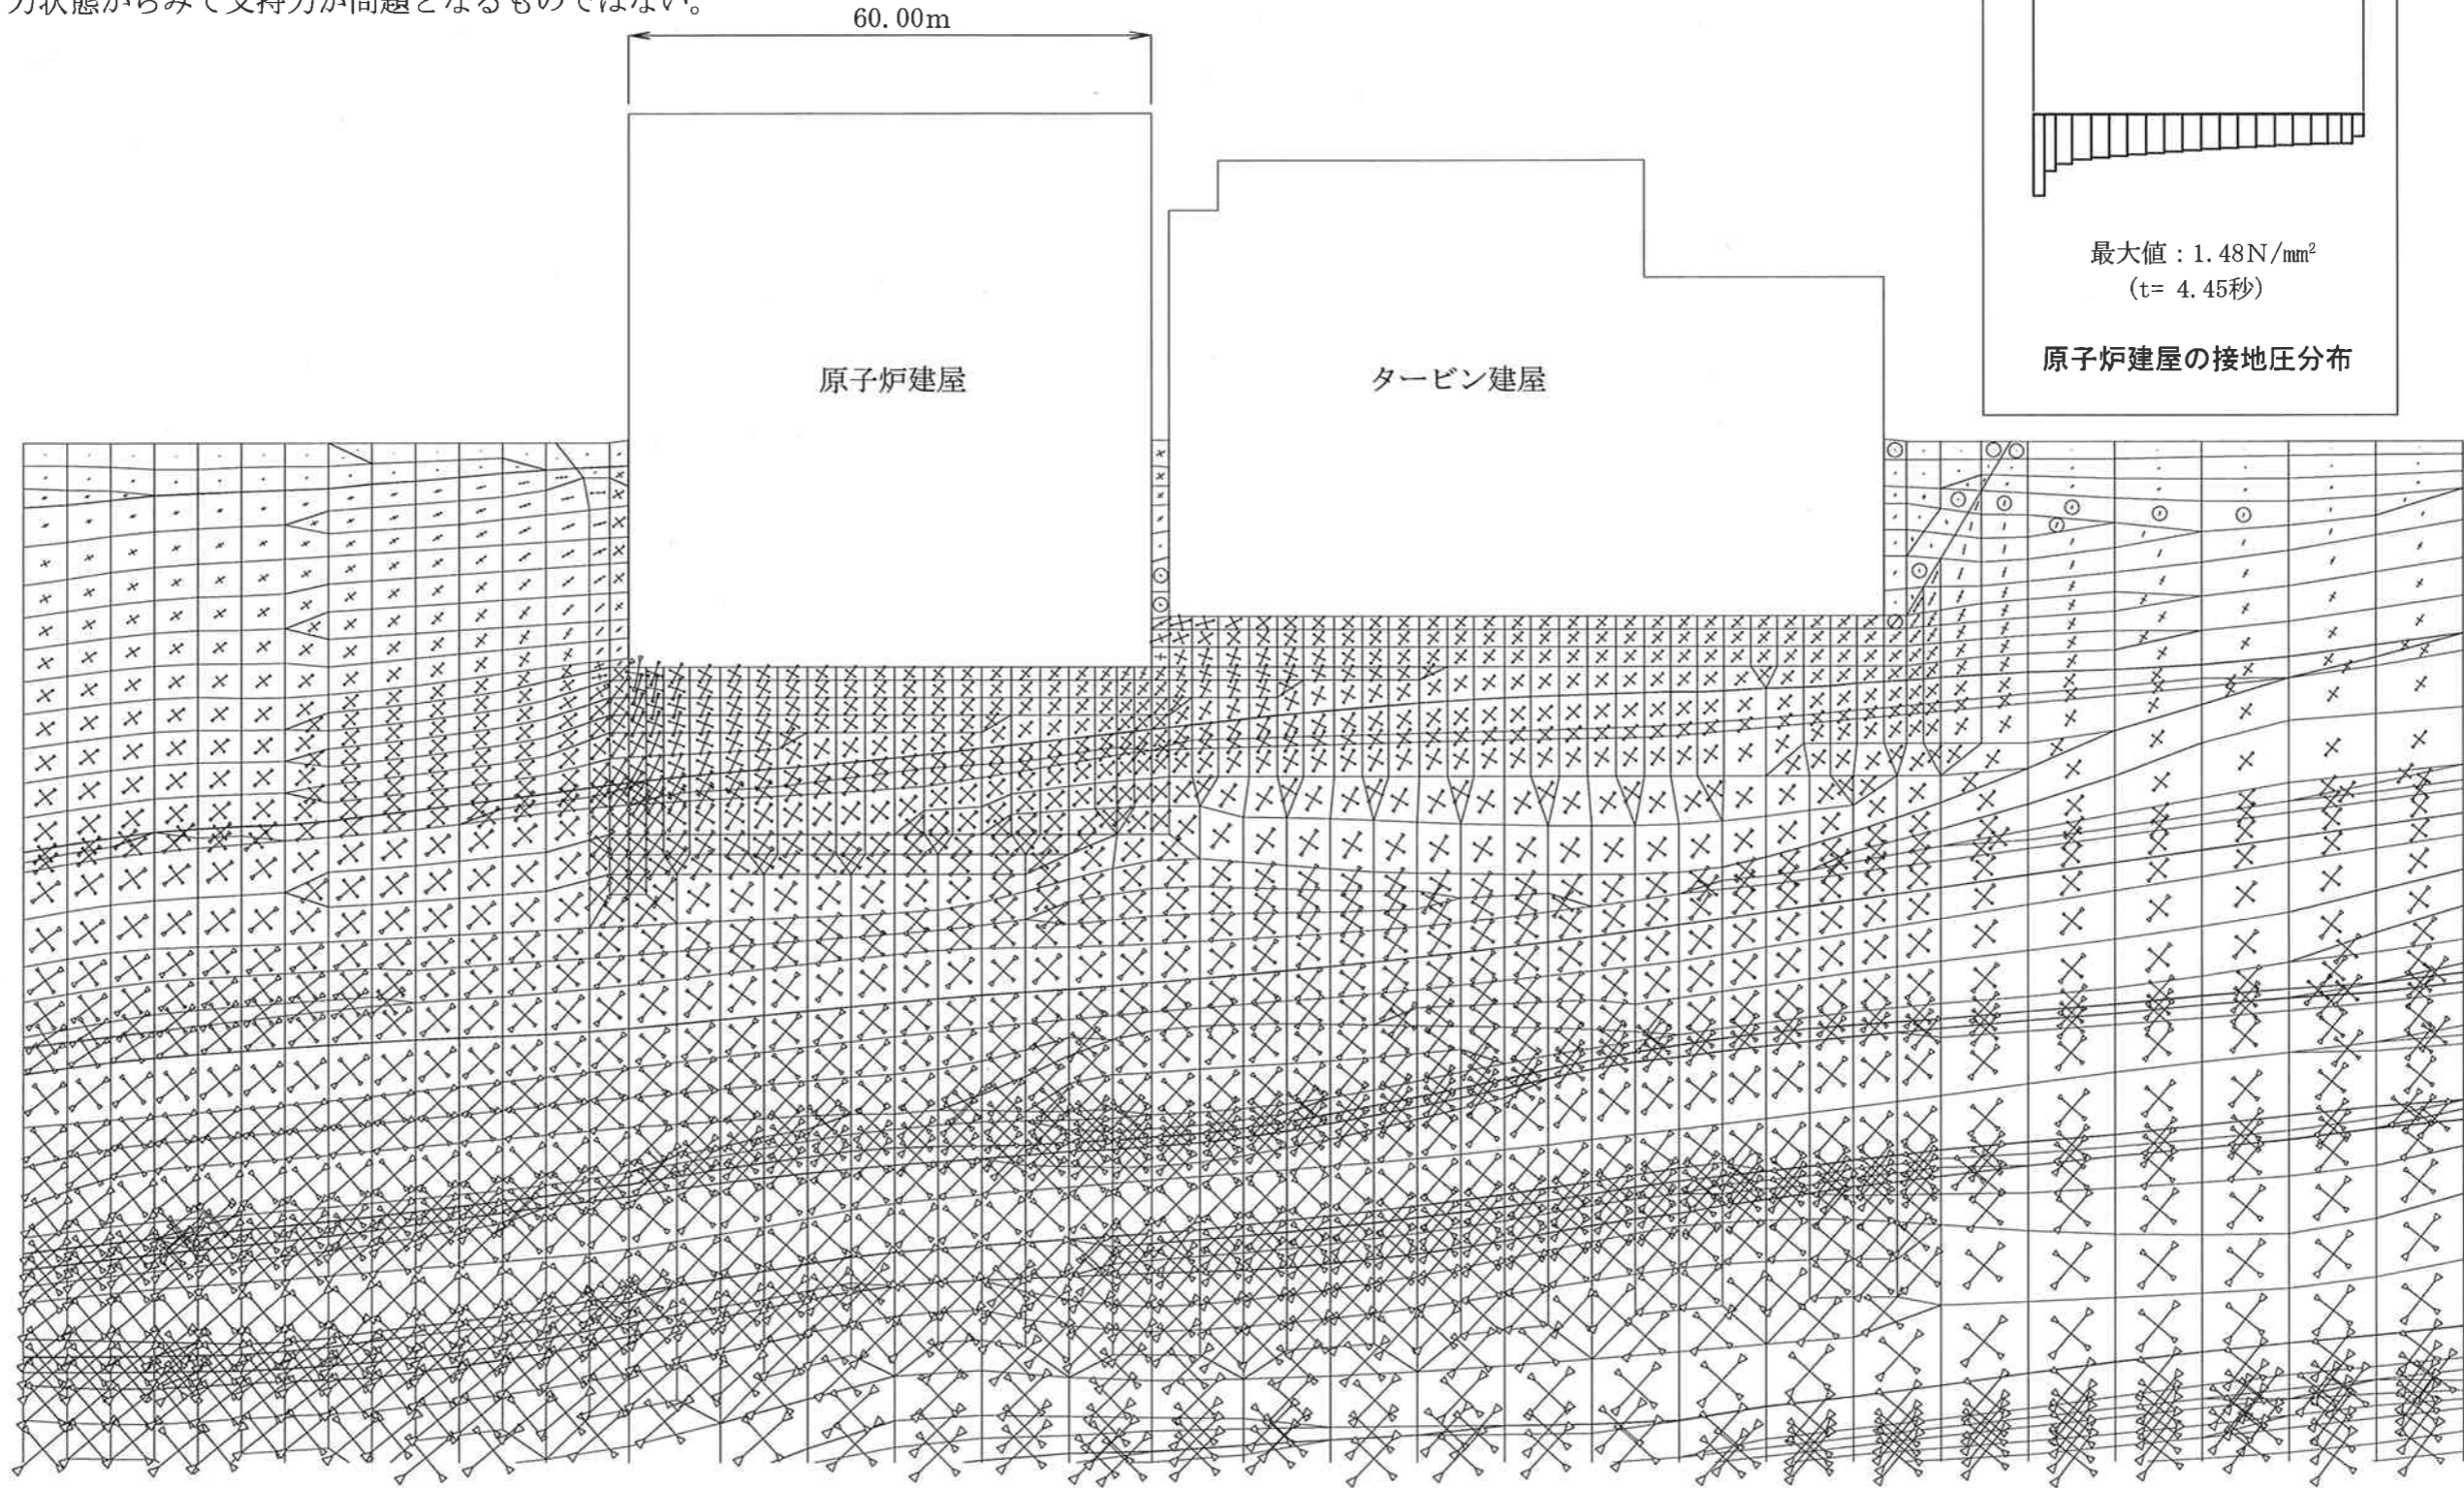 力状態からみて支持力が問題となるものではない。
60.00m
原子炉建屋
タービン建屋
最大値：1.48N/mm²
(t= 4.45秒)
原子炉建屋の接地圧分布